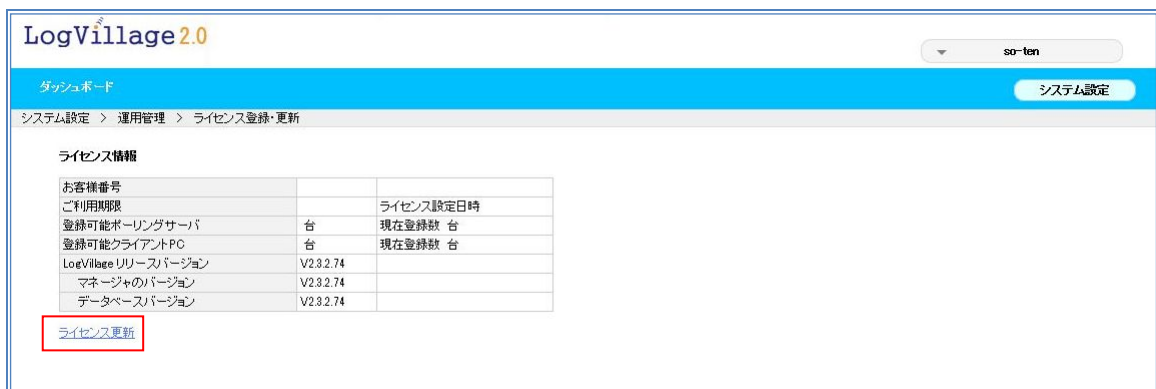 LogVillage 2.0
so-ten
ダッシュボード
システム設定
システム設定 > 運用管理 > ライセンス登録・更新
ライセンス情報
お客様番号
ご利用期限 ライセンス設定日時
登録可能ポーリングサーバ 台 現在登録数 台
登録可能クライアントPC 台 現在登録数 台
LogVillage リリースバージョン V2.3.2.74
マネージャのバージョン V2.3.2.74
データベースバージョン V2.3.2.74
ライセンス更新